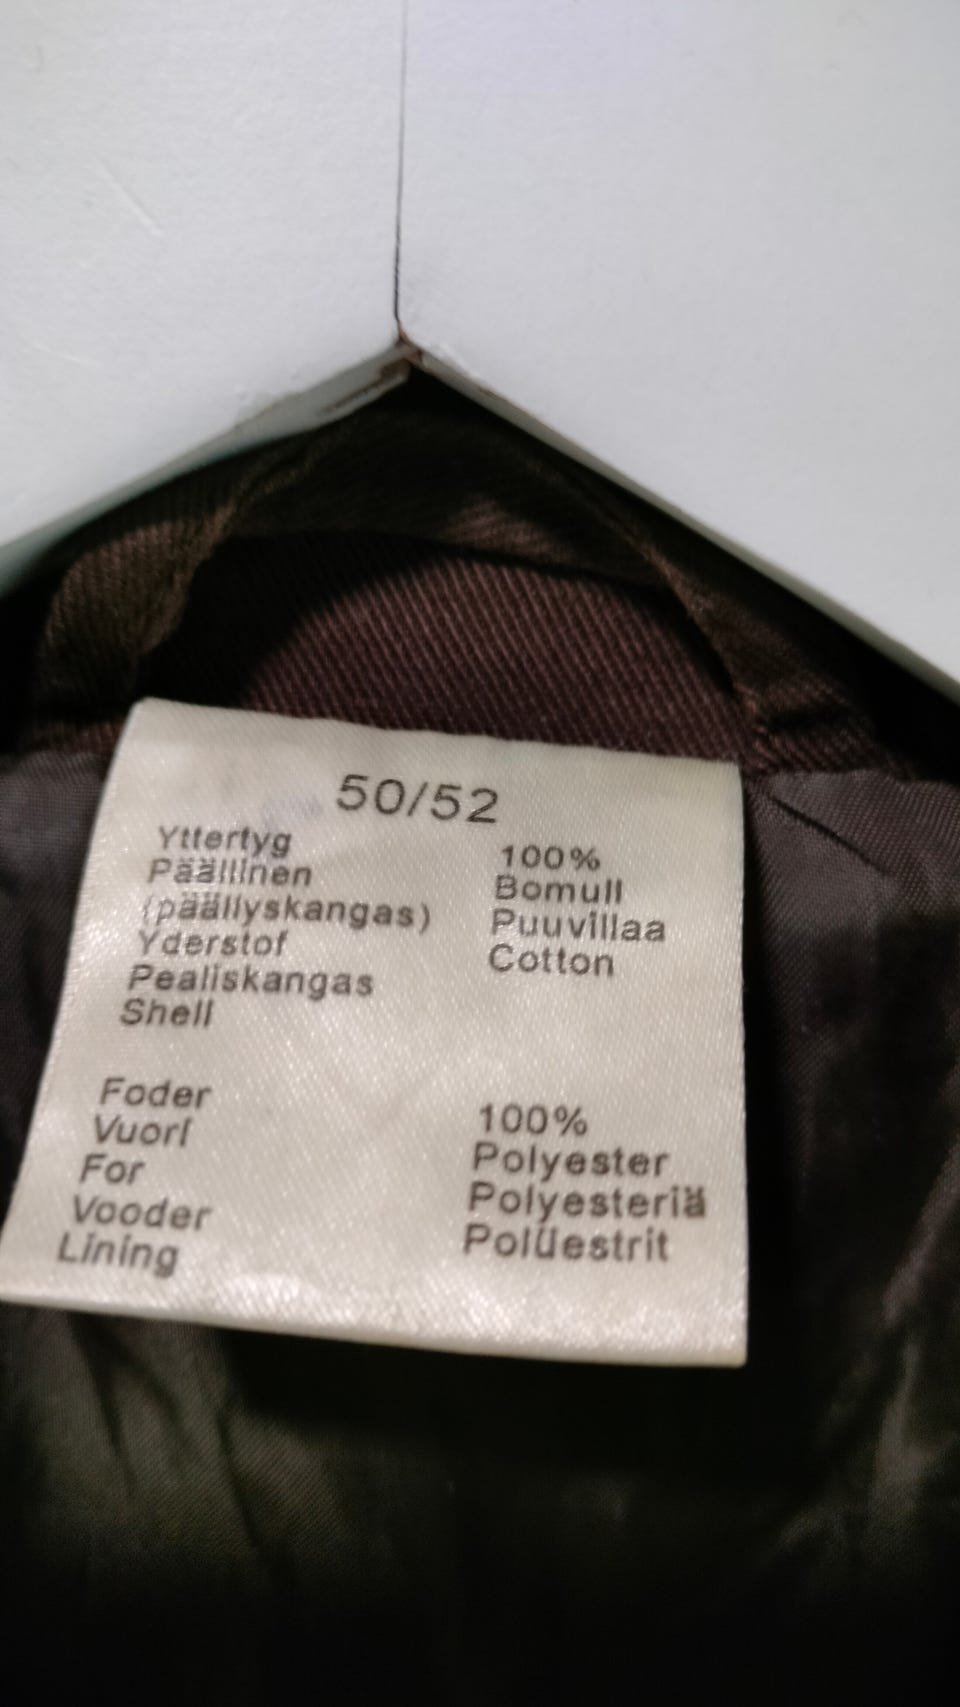 50/52
Yttertyg
Päällinen
(päällyskangas)
Yderstof
Pealiskangas
Shell
100%
Bomull
Puuvillaa
Cotton
Foder
Vuori
For
Vooder
Lining
100%
Polyester
Polyesteriä
Polüestrit